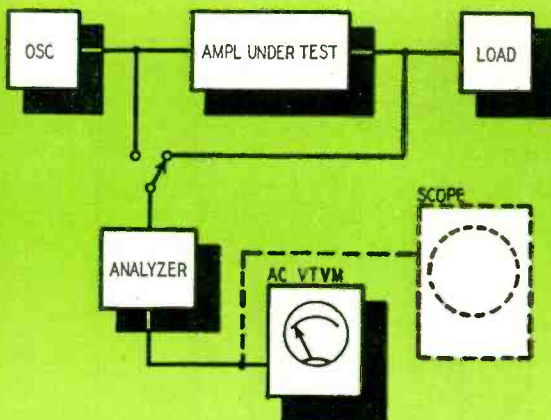 OSC
AMPL UNDER TEST
LOAD
SCOPE
ANALYZER
AC VTVM